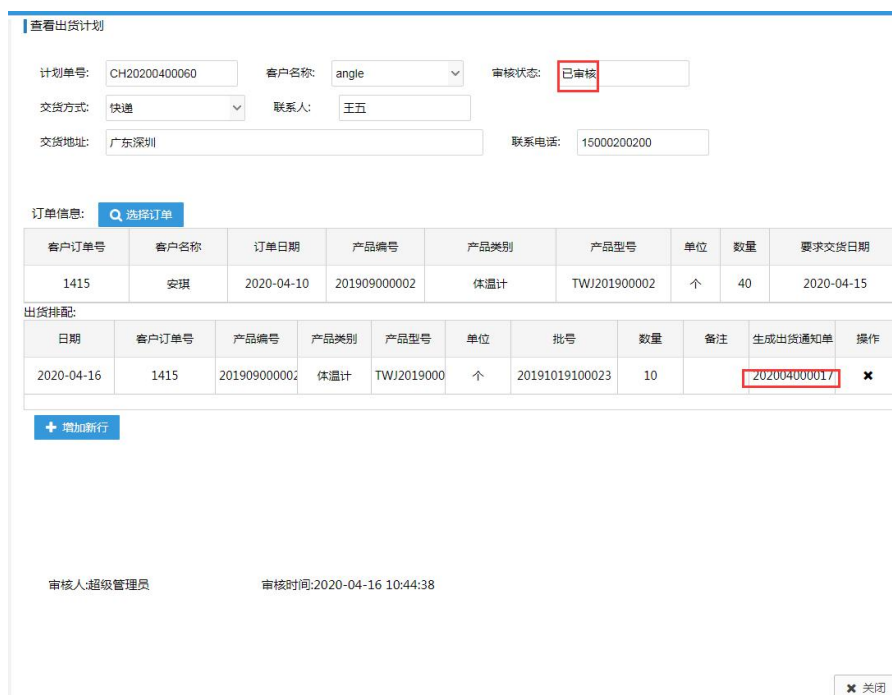 查看出货计划
计划单号: CH20200400060 客户名称: angle 审核状态: 已审核
交货方式: 快递 联系人: 王五
交货地址: 广东深圳 联系电话: 15000200200
订单信息: 选择订单
客户订单号 客户名称 订单日期 产品编号 产品类别 产品型号 单位 数量 要求交货日期
1415 安琪 2020-04-10 201909000002 体温计 TWJ201900002 个 40 2020-04-15
出货排配:
日期 客户订单号 产品编号 产品类别 产品型号 单位 批号 数量 备注 生成出货通知单 操作
2020-04-16 1415 201909000002 体温计 TWJ2019000 个 20191019100023 10 202004000017
增加新行
审核人:超级管理员 审核时间:2020-04-16 10:44:38
关闭